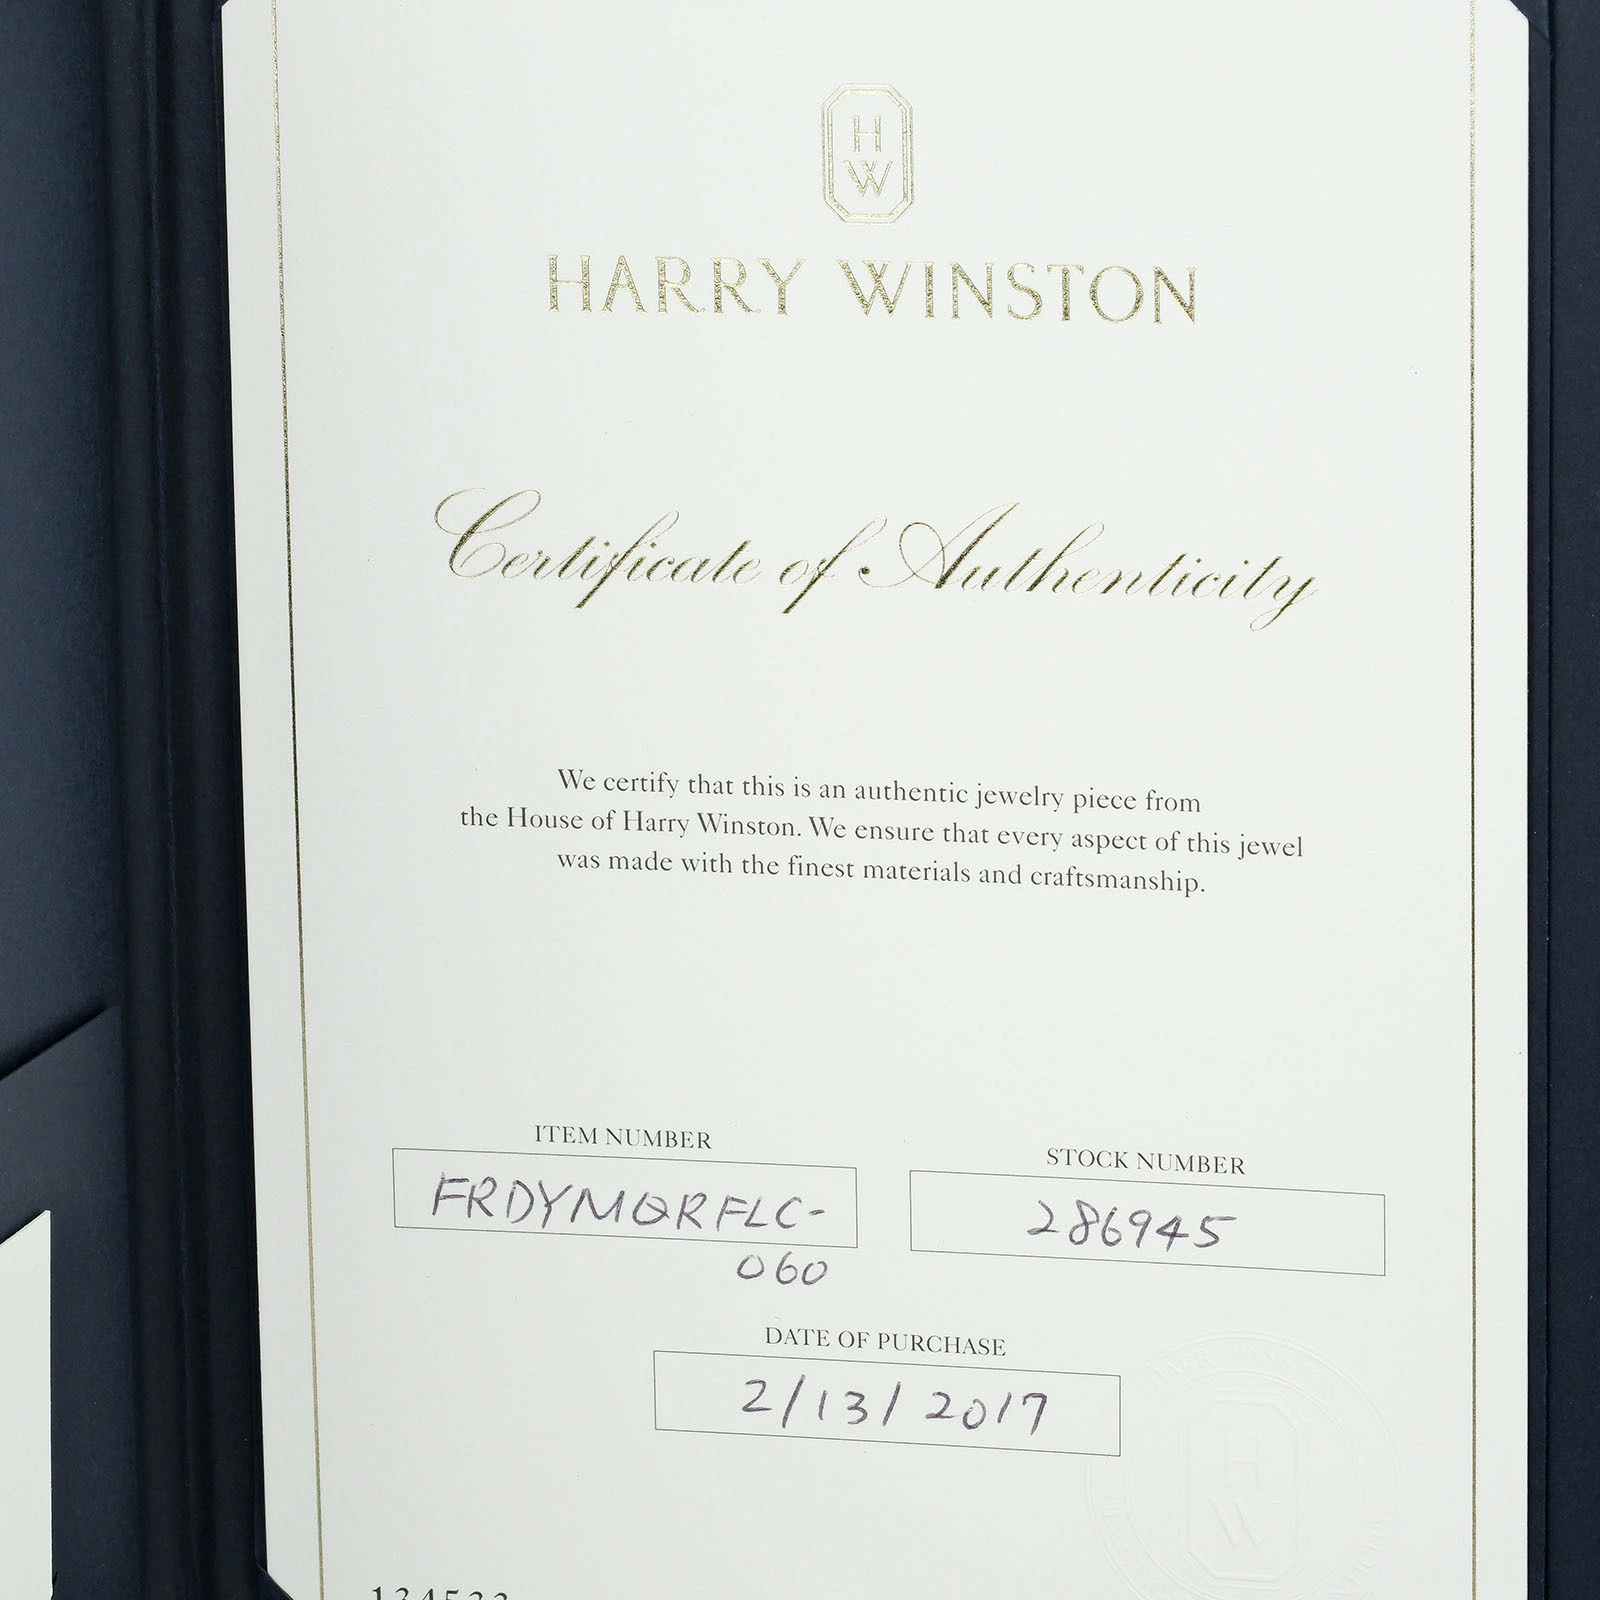 H
W
HARRY WINSTON
Certificate of Authenticity
We certify that this is an authentic jewelry piece from
the House of Harry Winston. We ensure that every aspect of this jewel
was made with the finest materials and craftsmanship.
ITEM NUMBER
FRDYMQRFLC-
060
STOCK NUMBER
286945
DATE OF PURCHASE
2/13/2017
H
W